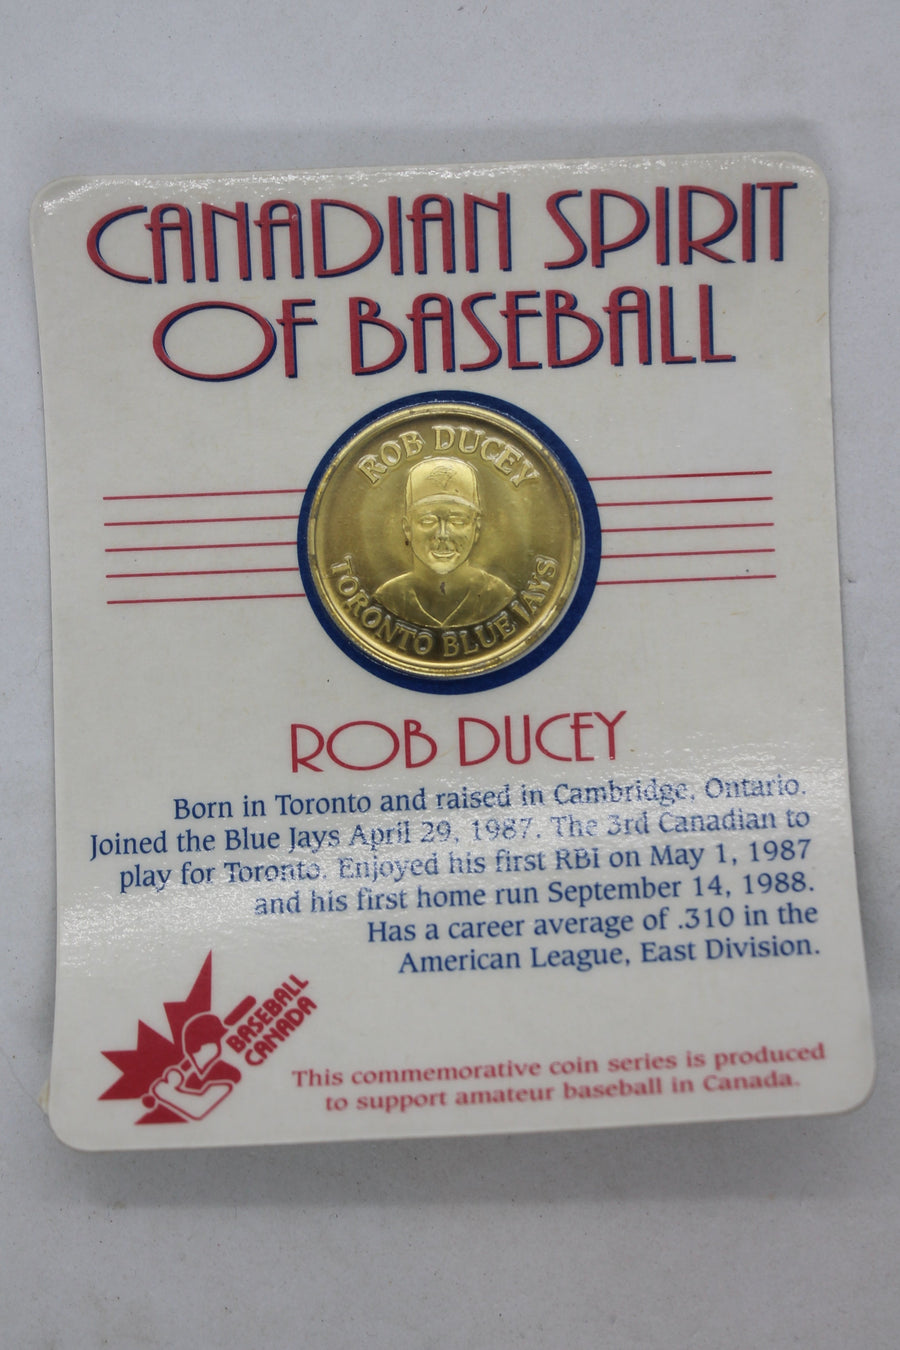 CANADIAN SPIRIT
OF BASEBALL
ROB DUCEY
TORONTO BLUE JAYS
ROB DUCEY
Born in Toronto and raised in Cambridge, Ontario.
Joined the Blue Jays April 29, 1987. The 3rd Canadian to
play for Toronto. Enjoyed his first RBI on May 1, 1987
and his first home run September 14, 1988.
Has a career average of .310 in the
American League, East Division.
BASEBALL
CANADA
This commemorative coin series is produced
to support amateur baseball in Canada.